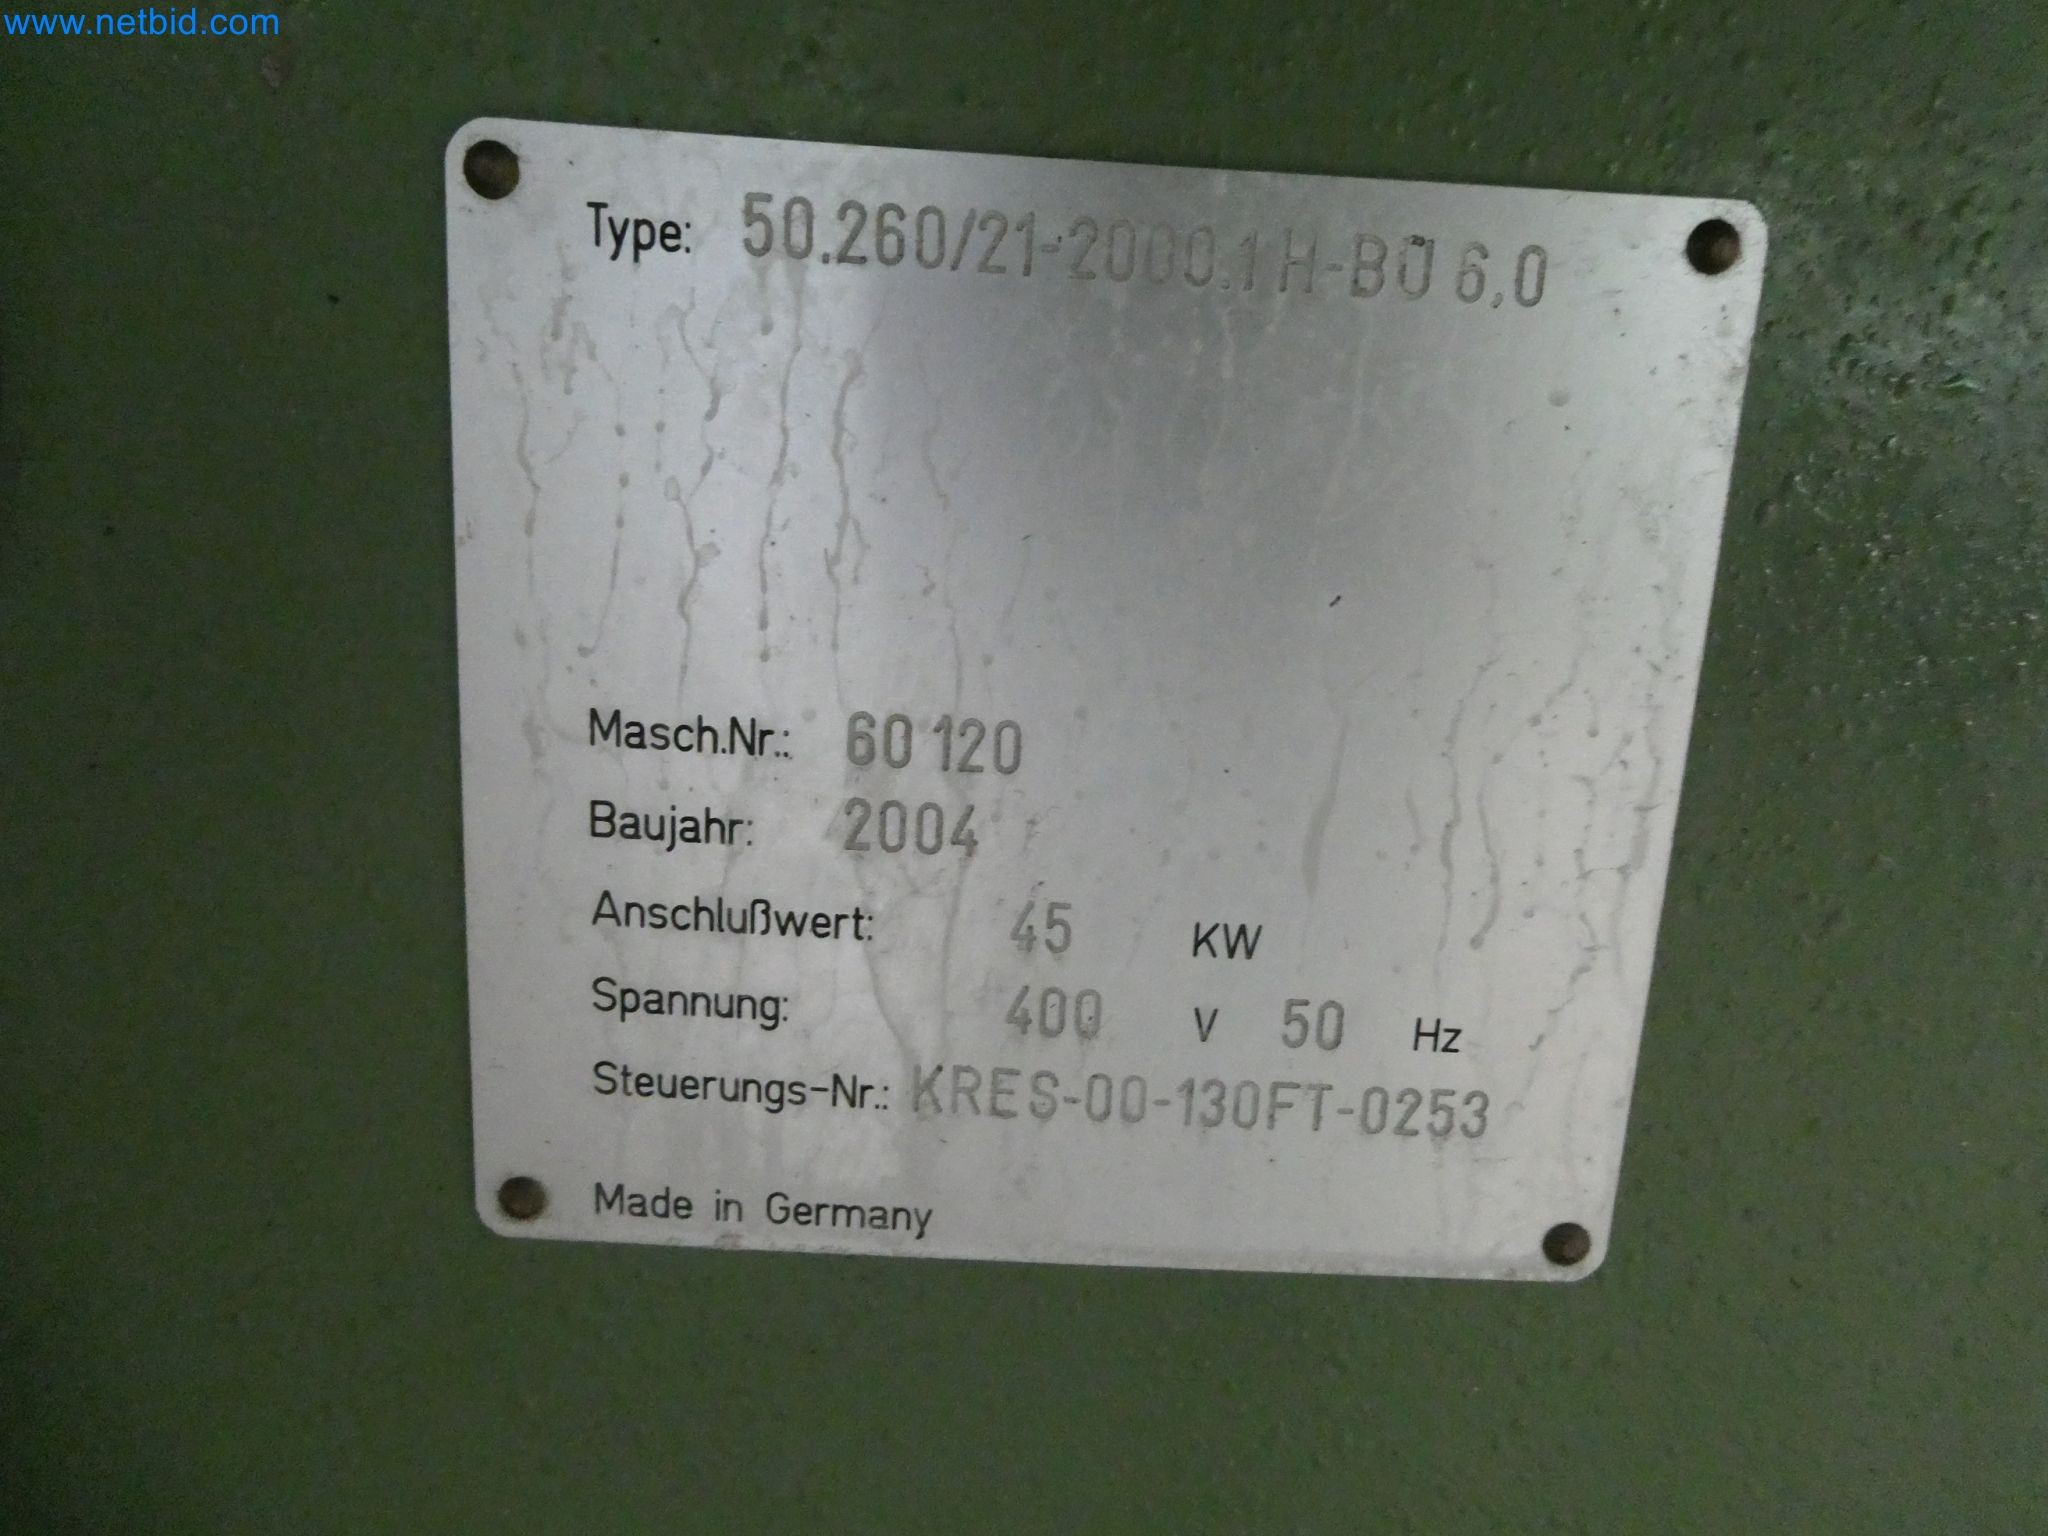 www.netbid.com
Type: 50.260/21-2000.1 H-BÜ 6,0
Masch.Nr.: 60 120
Baujahr: 2004
Anschlußwert: 45 KW
Spannung: 400 V 50 Hz
Steuerungs-Nr.: KRES-00-130FT-0253
Made in Germany